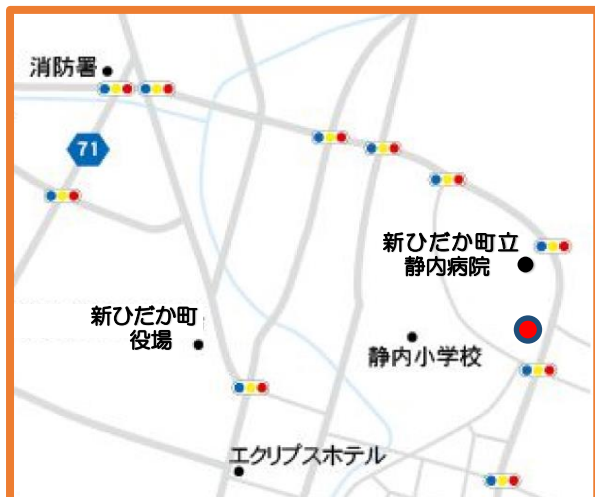 消防署
71
新ひだか町立
静内病院
新ひだか町
役場
静内小学校
エクリプスホテル